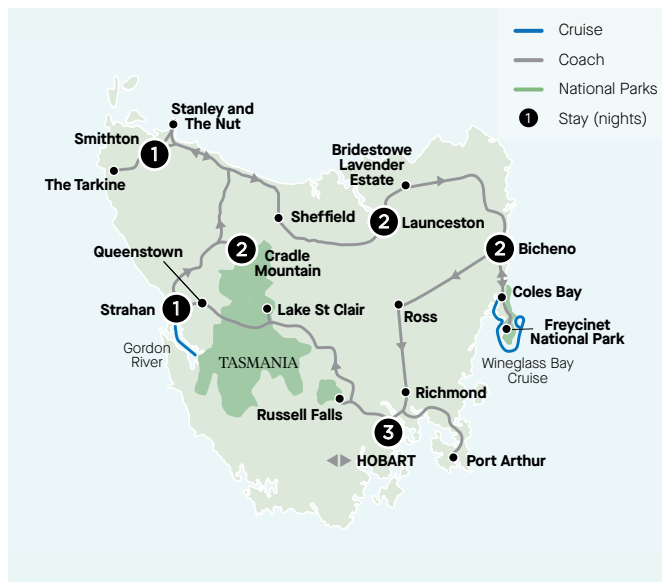 Cruise
Coach
National Parks
1 Stay (nights)
Stanley and
The Nut
Smithton
1
The Tarkine
Bridestowe
Lavender
Estate
Sheffield
2 Launceston
Queenstown
2 Cradle
Mountain
2 Bicheno
Coles Bay
Strahan 1
Lake St Clair
Ross
Freycinet
National Park
Gordon
River
TASMANIA
Wineglass Bay
Cruise
Russell Falls
Richmond
3
HOBART
Port Arthur